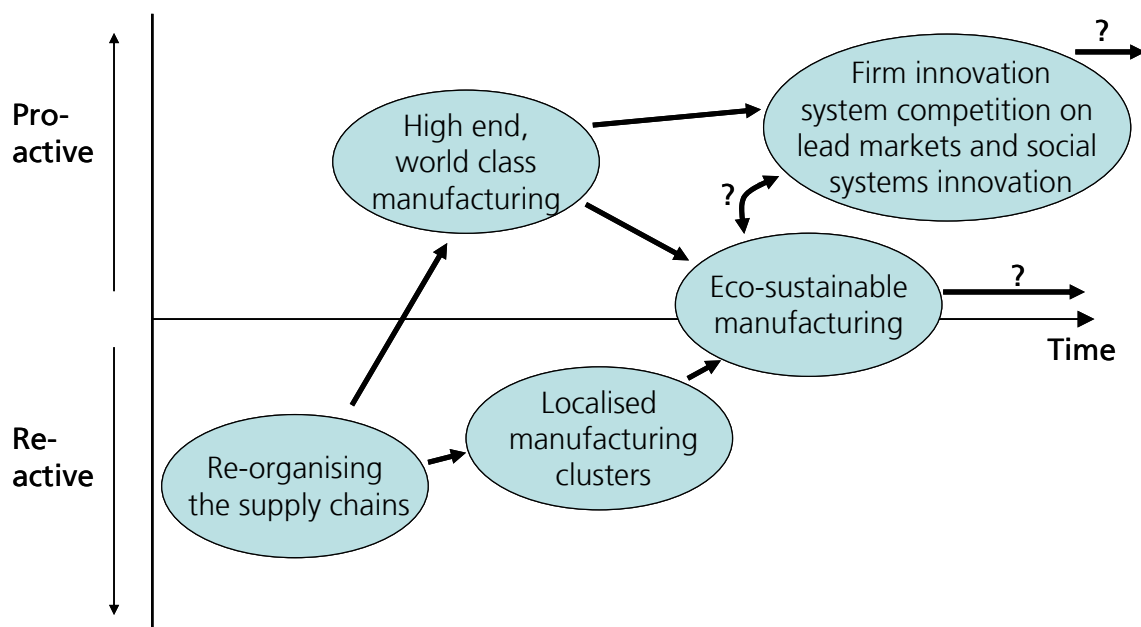 ?
Firm innovation
system competition on
lead markets and social
systems innovation
Pro-
active
High end,
world class
manufacturing
?
Eco-sustainable
manufacturing
?
Time
Localised
manufacturing
clusters
Re-
active
Re-organising
the supply chains